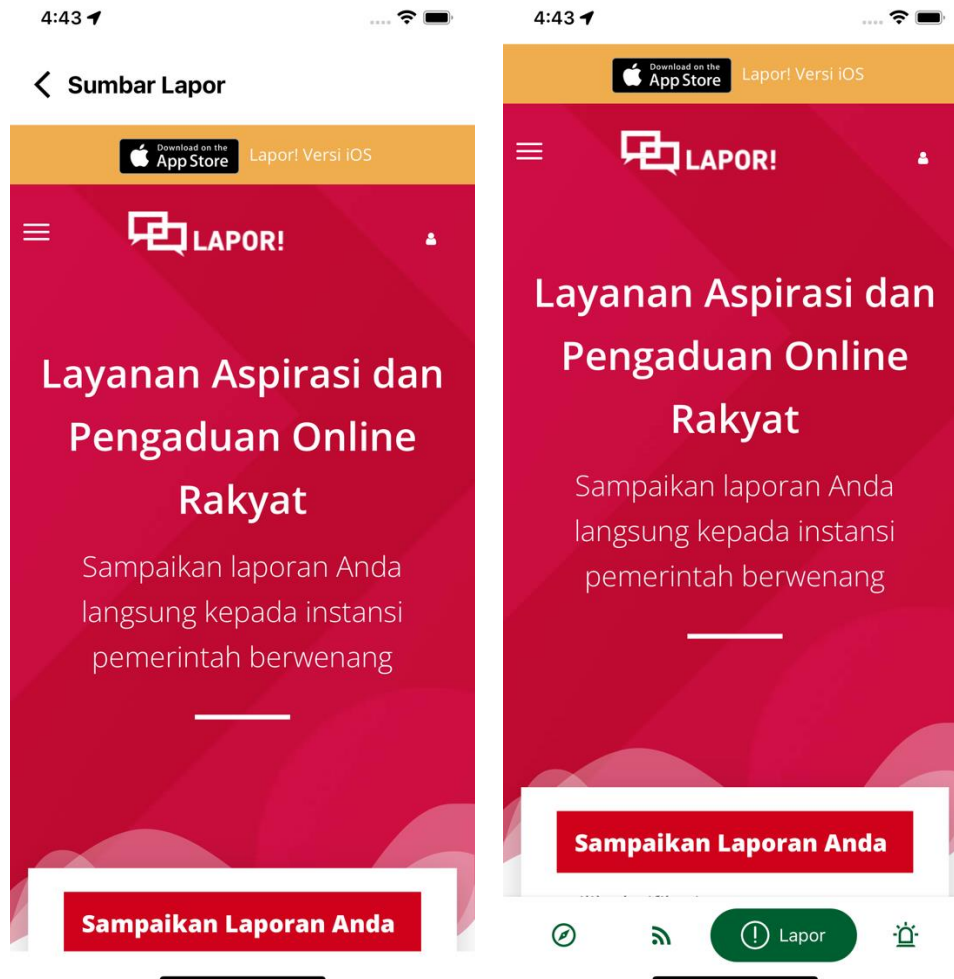 4:43
Sumbar Lapor
Download on the
App Store
Lapor! Versi iOS
LAPOR!
Layanan Aspirasi dan
Pengaduan Online
Rakyat
Sampaikan laporan Anda
langsung kepada instansi
pemerintah berwenang
Sampaikan Laporan Anda
4:43
Download on the
App Store
Lapor! Versi iOS
LAPOR!
Layanan Aspirasi dan
Pengaduan Online
Rakyat
Sampaikan laporan Anda
langsung kepada instansi
pemerintah berwenang
Sampaikan Laporan Anda
Lapor